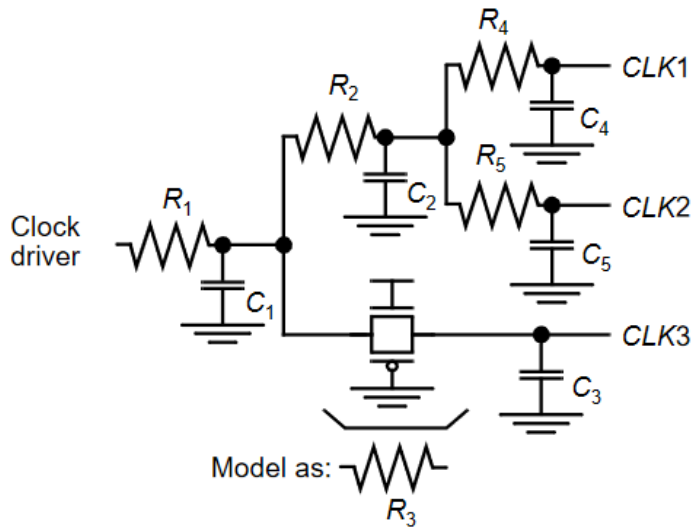 R4
CLK1
R2
C4
R5
R1
C2
CLK2
Clock
driver
C5
C1
CLK3
C3
Model as:
R3